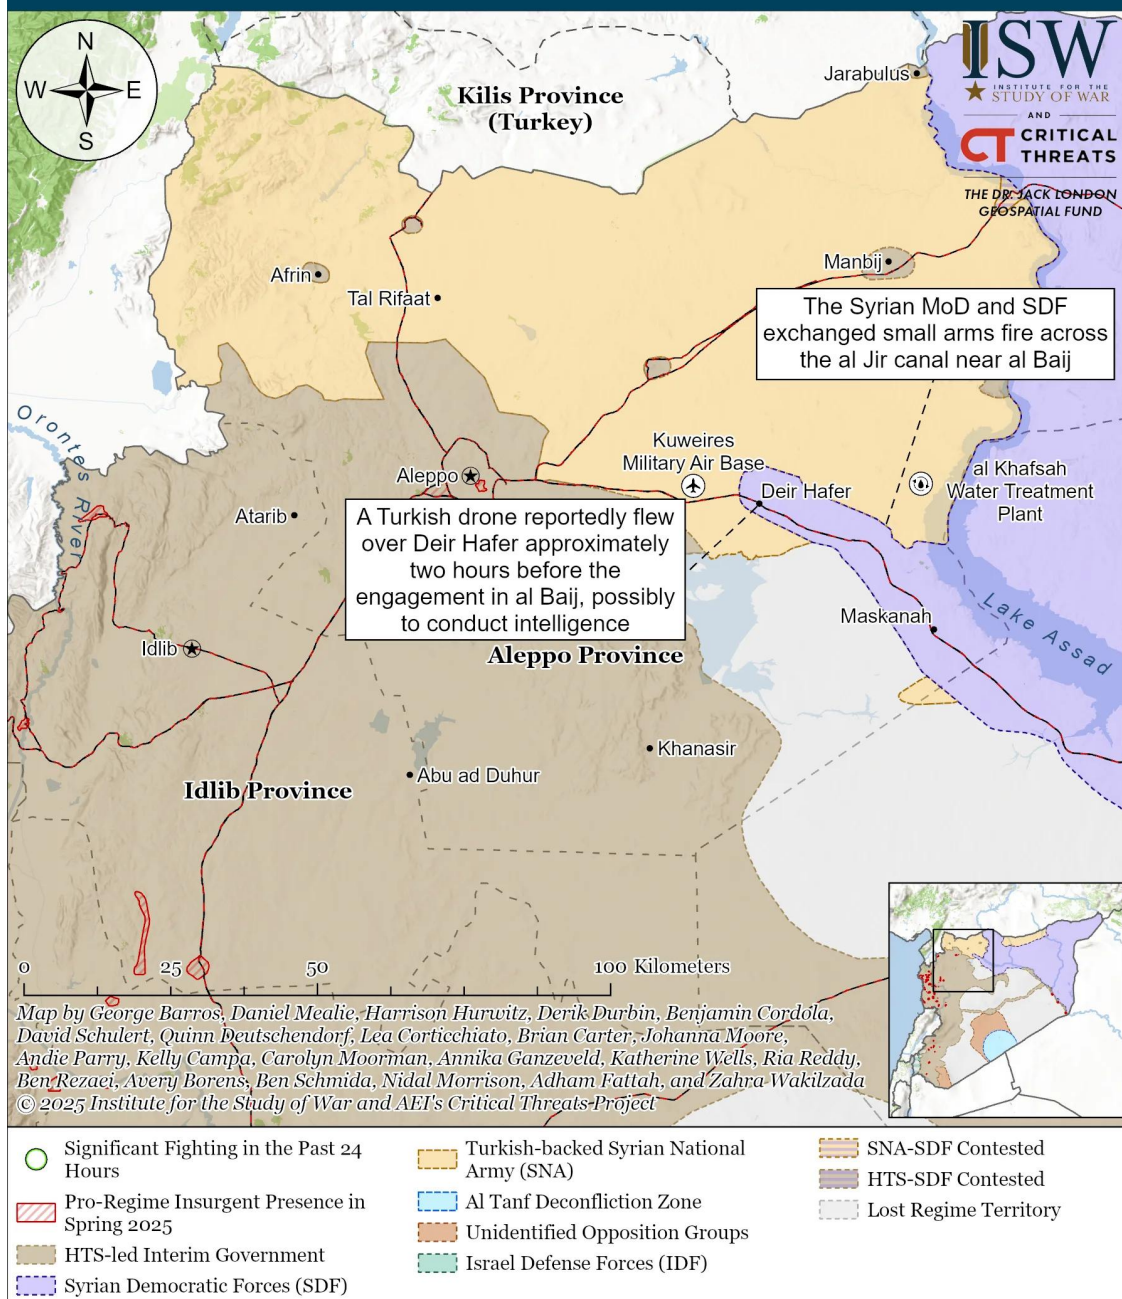 N
W
E
S
ISW
INSTITUTE FOR THE
STUDY OF WAR
AND
CT CRITICAL
THREATS
THE DR. JACK LONDON
GEOSPATIAL FUND
Kilis Province
(Turkey)
Jarabulus
Afrin
Tal Rifaat
Manbij
The Syrian MoD and SDF
exchanged small arms fire across
the al Jir canal near al Baij
Orontes River
Kuweires
Military Air Base
Aleppo
Deir Hafer
al Khafsah
Water Treatment
Plant
Atarib
A Turkish drone reportedly flew
over Deir Hafer approximately
two hours before the
engagement in al Baij, possibly
to conduct intelligence
Maskanah
Lake Assad
Idlib
Aleppo Province
Khanasir
Abu ad Duhur
Idlib Province
0 25 50 100 Kilometers
Map by George Barros, Daniel Mealie, Harrison Hurwitz, Derik Durbin, Benjamin Cordola,
David Schulert, Quinn Deutschendorf, Lea Corticchiato, Brian Carter, Johanna Moore,
Andie Parry, Kelly Campa, Carolyn Moorman, Annika Ganzeveld, Katherine Wells, Ria Reddy,
Ben Rezaei, Avery Borens, Ben Schmida, Nidal Morrison, Adham Fattah, and Zahra Wakilzada
© 2025 Institute for the Study of War and AEI's Critical Threats Project
Significant Fighting in the Past 24
Hours
Pro-Regime Insurgent Presence in
Spring 2025
HTS-led Interim Government
Syrian Democratic Forces (SDF)
Turkish-backed Syrian National
Army (SNA)
Al Tanf Deconfliction Zone
Unidentified Opposition Groups
Israel Defense Forces (IDF)
SNA-SDF Contested
HTS-SDF Contested
Lost Regime Territory